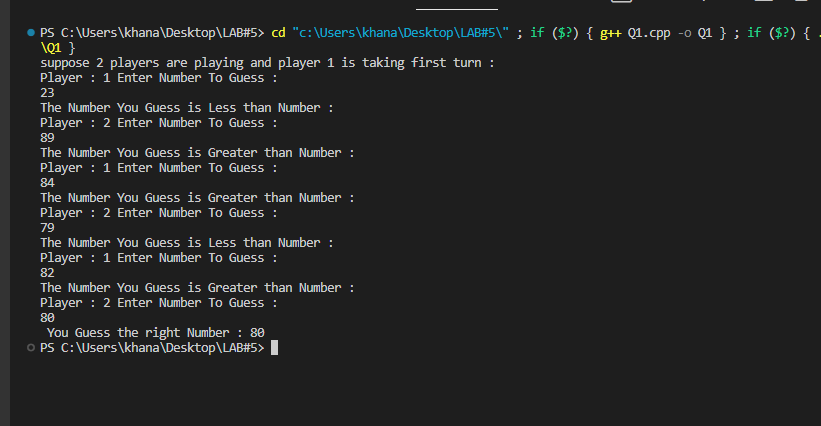 PS C:\Users\khana\Desktop\LAB#5> cd "c:\Users\khana\Desktop\LAB#5\" ; if ($?) { g++ Q1.cpp -o Q1 } ; if ($?) { .
\Q1 }
suppose 2 players are playing and player 1 is taking first turn :
Player : 1 Enter Number To Guess :
23
The Number You Guess is Less than Number :
Player : 2 Enter Number To Guess :
89
The Number You Guess is Greater than Number :
Player : 1 Enter Number To Guess :
84
The Number You Guess is Greater than Number :
Player : 2 Enter Number To Guess :
79
The Number You Guess is Less than Number :
Player : 1 Enter Number To Guess :
82
The Number You Guess is Greater than Number :
Player : 2 Enter Number To Guess :
80
 You Guess the right Number : 80
PS C:\Users\khana\Desktop\LAB#5>